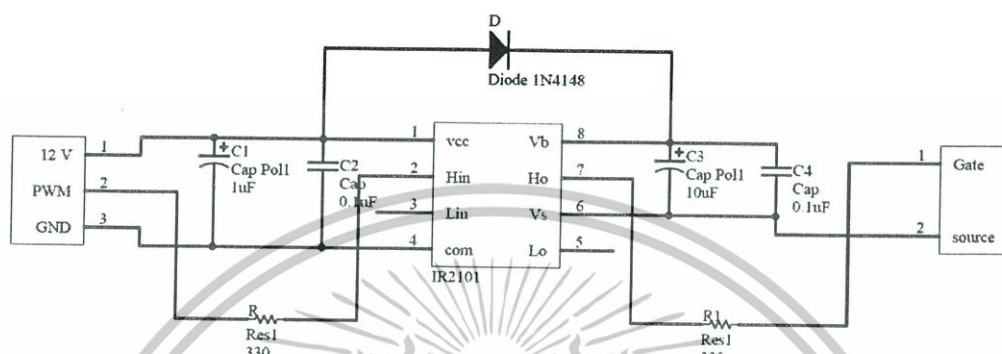 D
Diode 1N4148
12 V
PWM
GND
1
2
3
C1
Cap Pol1
1uF
C2
Cap
0.1uF
1
2
3
4
vcc
Hin
Lin
com
Vb
Ho
Vs
Lo
8
7
6
5
IR2101
C3
Cap Pol1
10uF
C4
Cap
0.1uF
1
2
Gate
source
R
Res1
330
R1
Res1